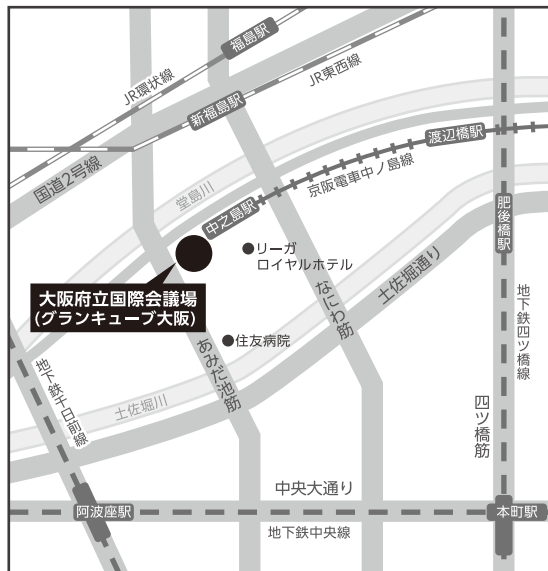 福島駅
JR環状線
JR東西線
新福島駅
国道2号線
堂島川
渡辺橋駅
京阪電車中ノ島線
中之島駅
肥後橋駅
リーガ
ロイヤルホテル
土佐堀通り
大阪府立国際会議場
(グランキューブ大阪)
なにわ筋
地下鉄四ツ橋線
住友病院
あみだ池筋
地下鉄千日前線
土佐堀川
四ツ橋筋
中央大通り
阿波座駅
本町駅
地下鉄中央線